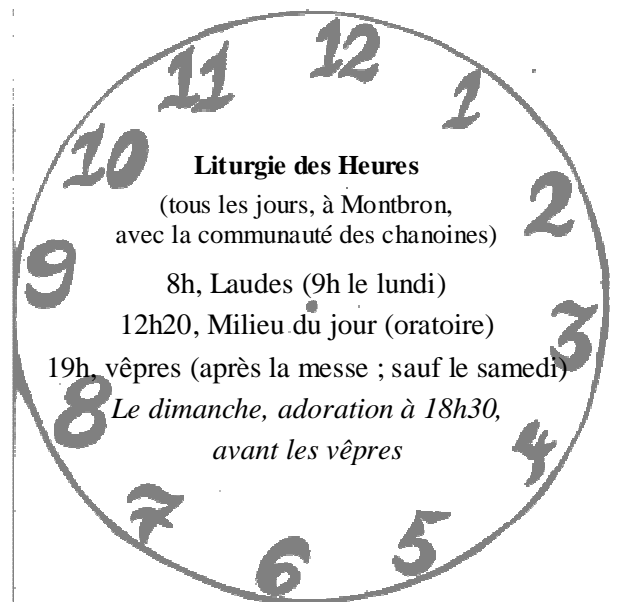 12
11
1
10
Liturgie des Heures
(tous les jours, à Montbron,
2
avec la communauté des chanoines)
9
8h, Laudes (9h le lundi)
12h20, Milieu du jour (oratoire)
3
19h, vêpres (après la messe ; sauf le samedi)
8
Le dimanche, adoration à 18h30,
avant les vêpres
4
7
5
6